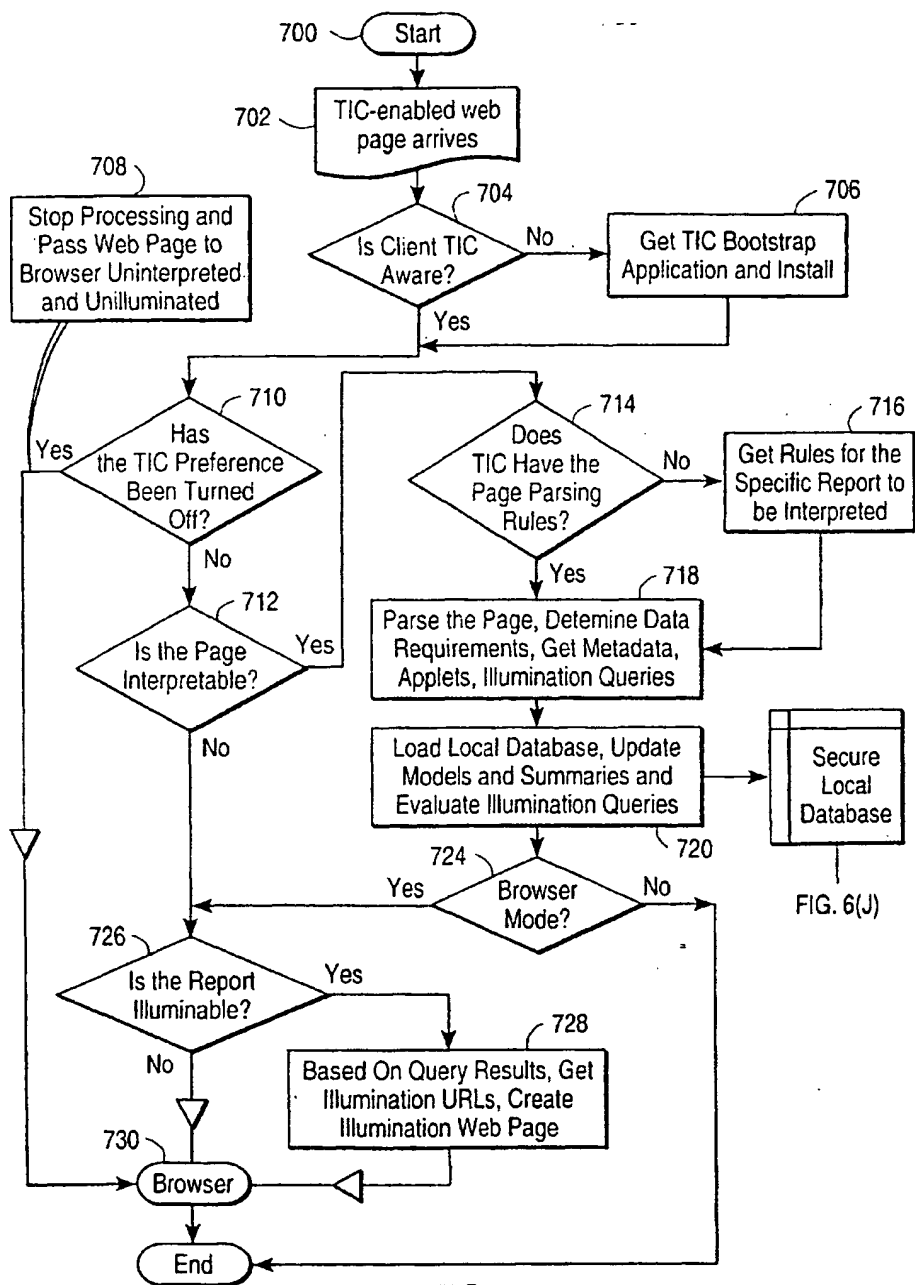 700
Start
702
TIC-enabled web
page arrives
708
Stop Processing and
Pass Web Page to
Browser Uninterpreted
and Unilluminated
704
Is Client TIC
Aware?
No
706
Get TIC Bootstrap
Application and Install
Yes
710
Yes
Has
the TIC Preference
Been Turned
Off?
No
714
Does
TIC Have the
Page Parsing
Rules?
No
716
Get Rules for the
Specific Report to
be Interpreted
Yes
712
Is the Page
Interpretable?
Yes
No
718
Parse the Page, Detemine Data
Requirements, Get Metadata,
Applets, Illumination Queries
Load Local Database, Update
Models and Summaries and
Evaluate Illumination Queries
720
Secure
Local
Database
FIG. 6(J)
724
Yes
Browser
Mode?
No
726
Is the Report
Illuminable?
Yes
No
728
Based On Query Results, Get
Illumination URLs, Create
Illumination Web Page
730
Browser
End